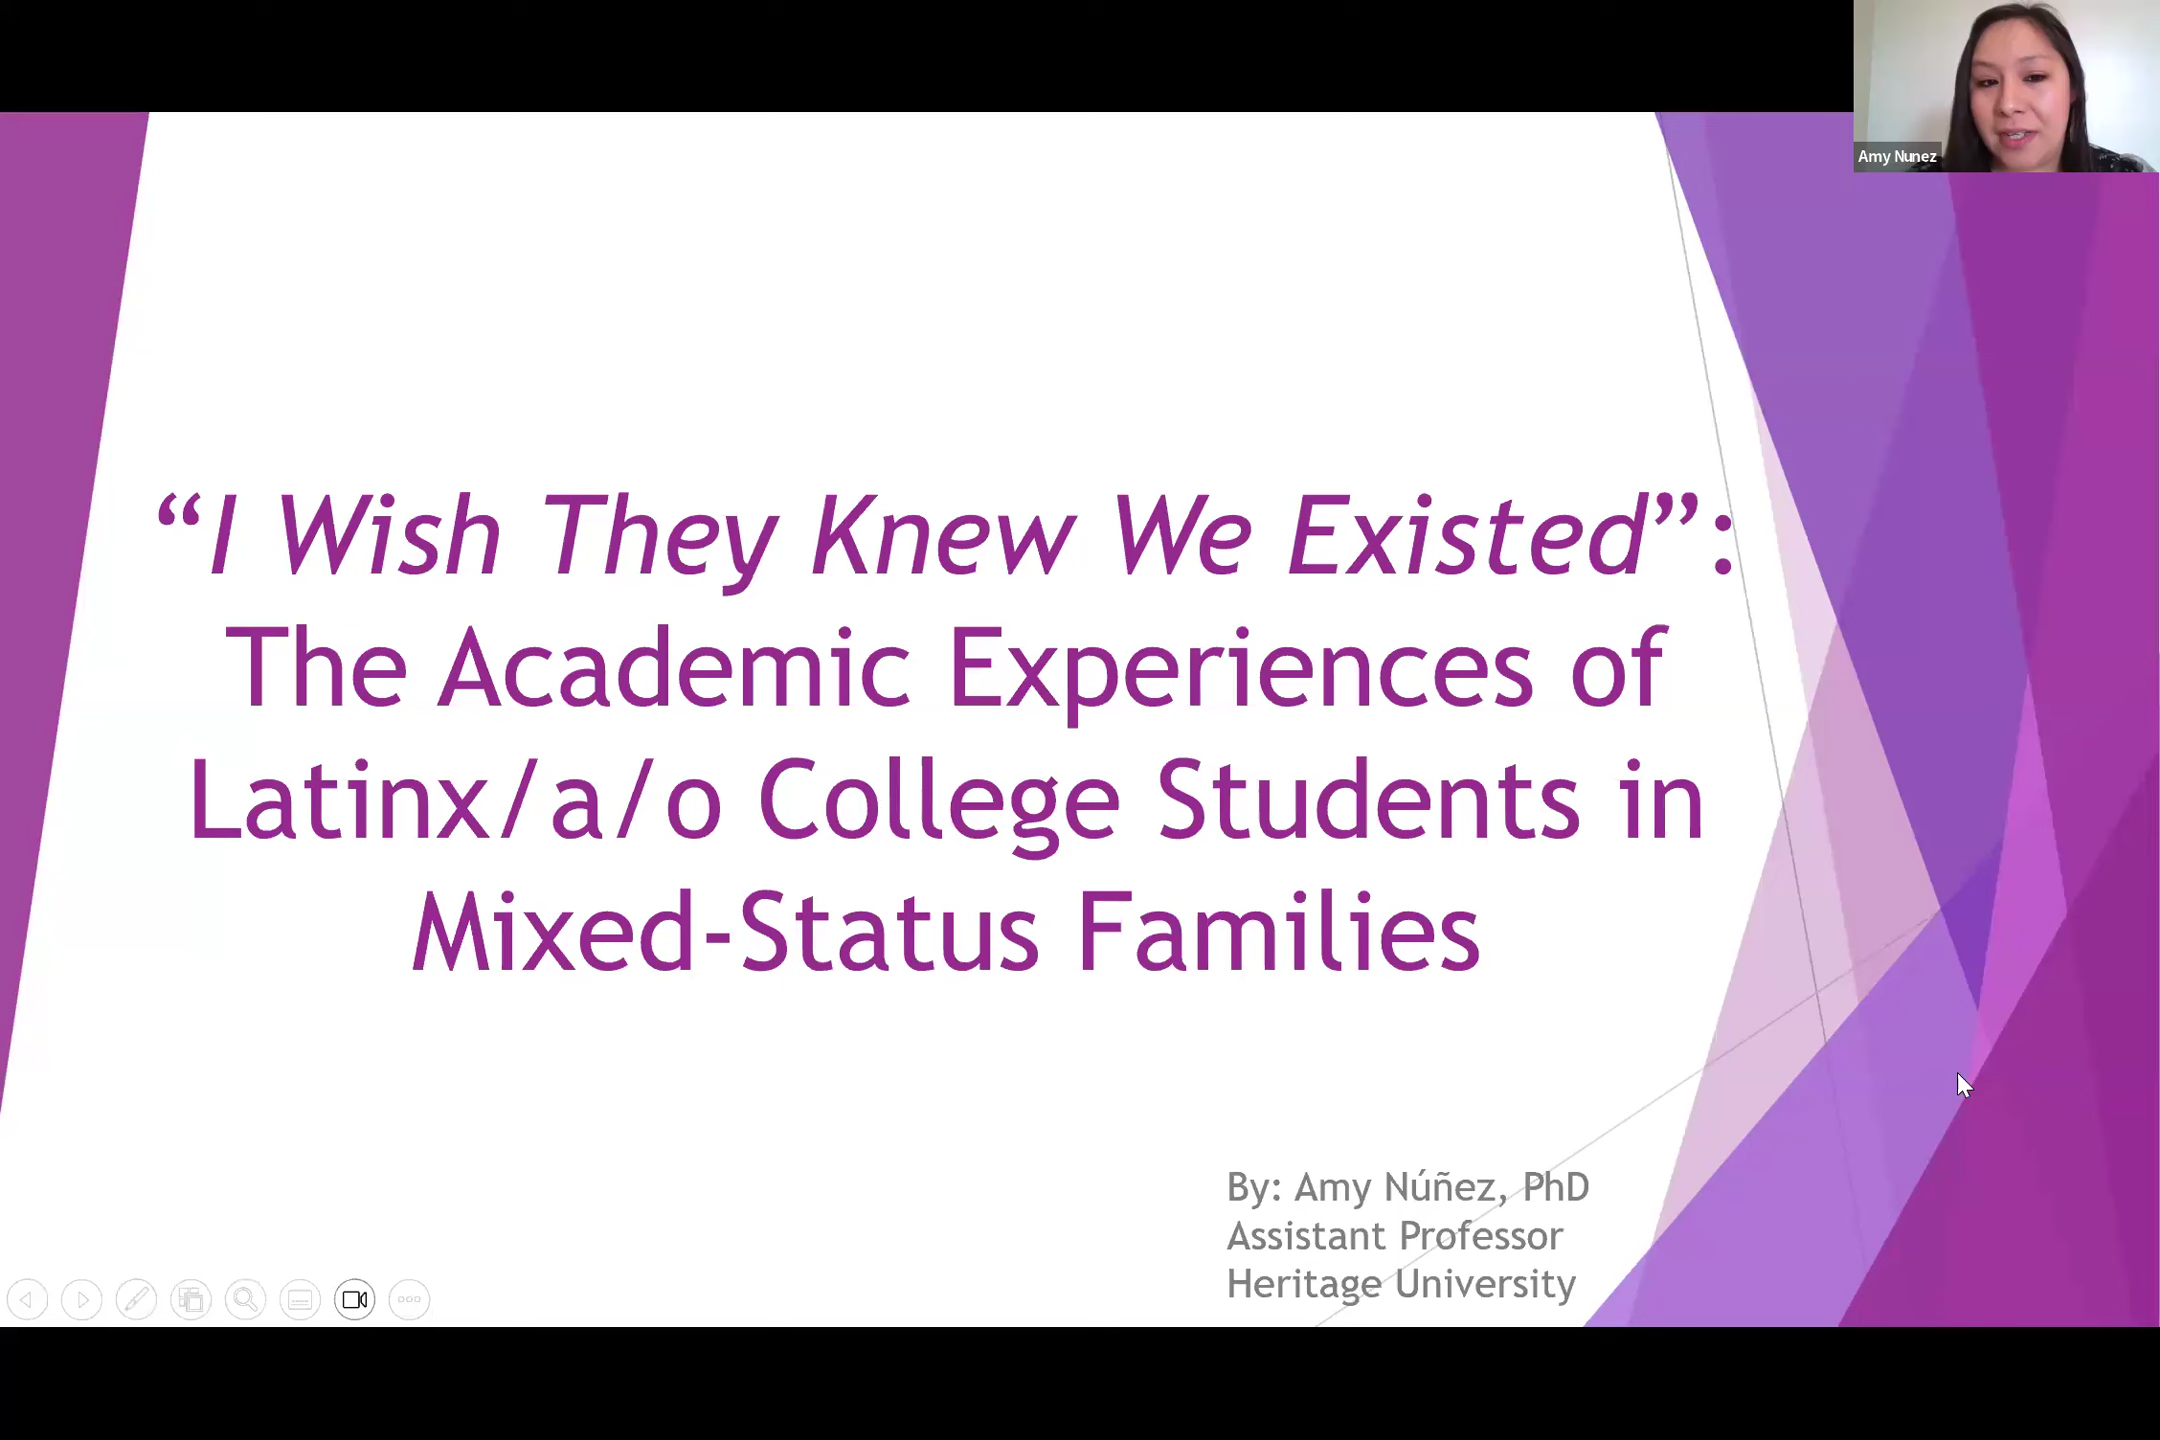 Amy Nunez
“I Wish They Knew We Existed”:
The Academic Experiences of
Latinx/a/o College Students in
Mixed-Status Families
By: Amy Núñez, PhD
Assistant Professor
Heritage University